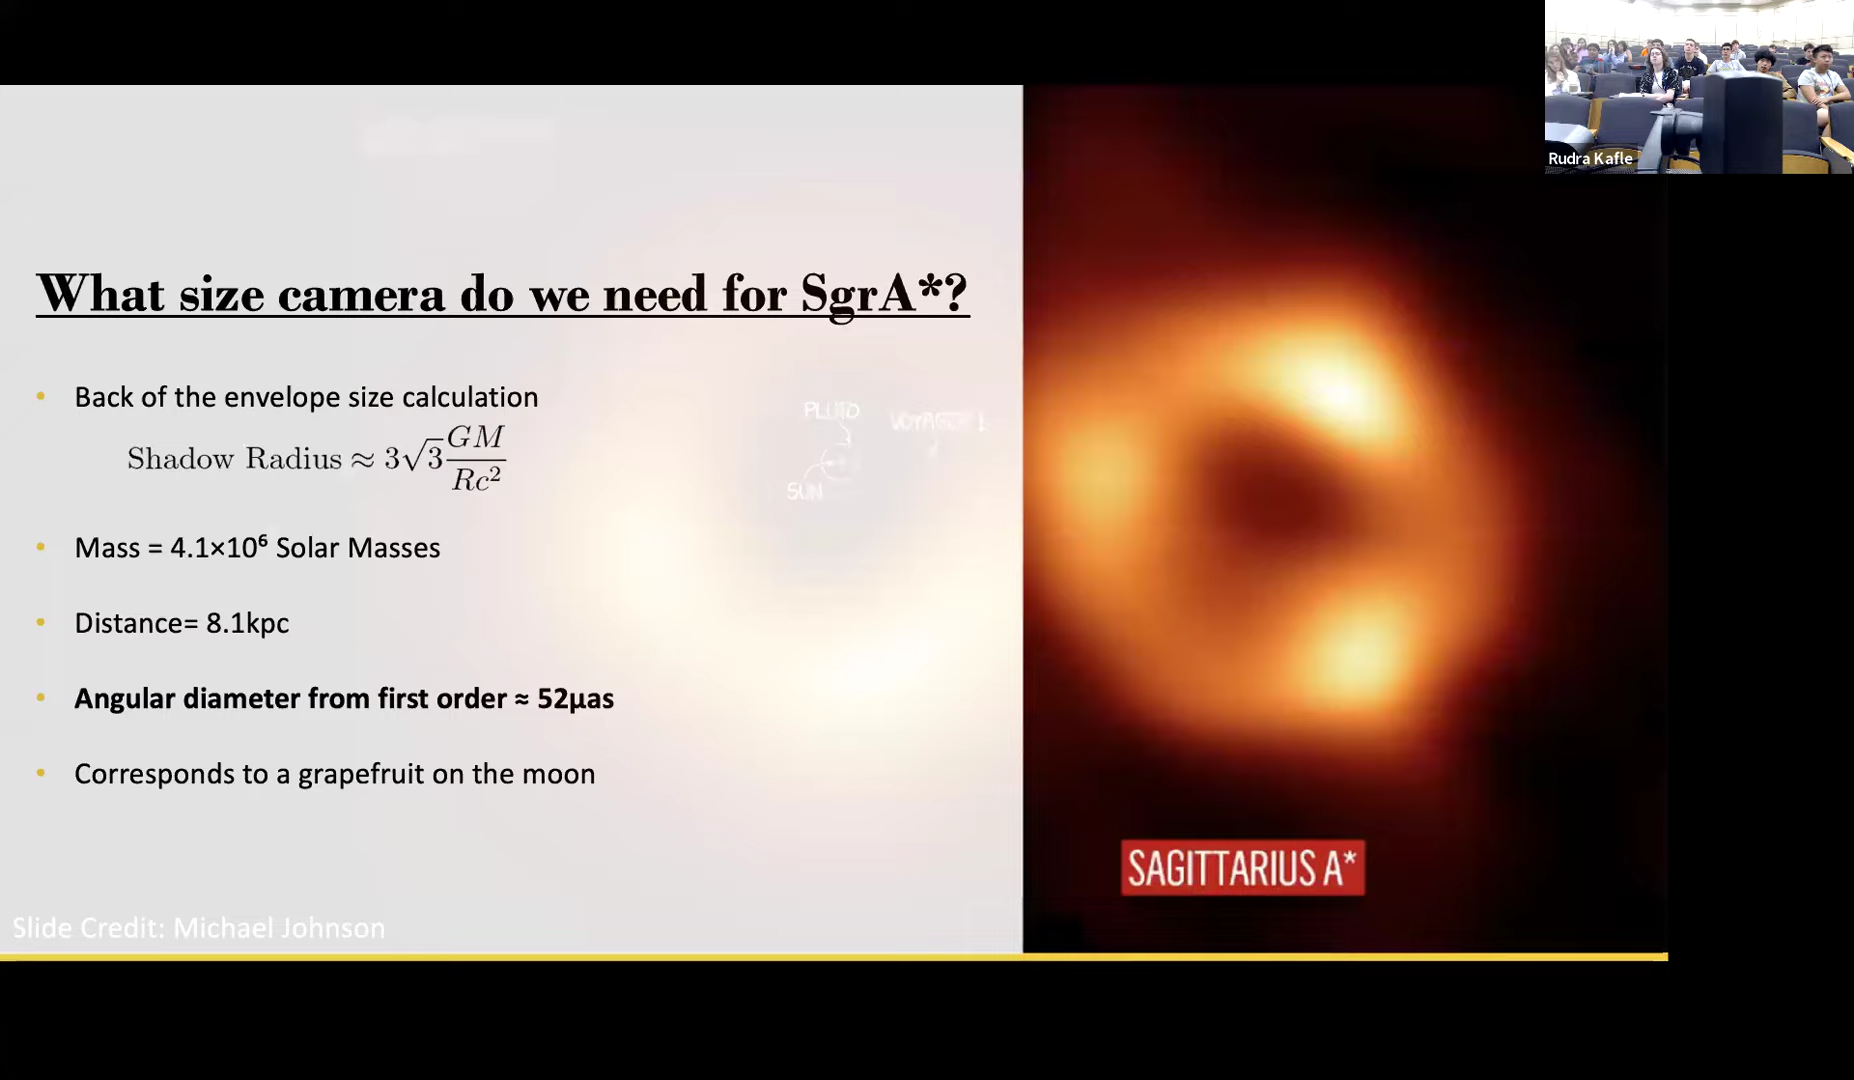 Rudra Kafle
What size camera do we need for SgrA*?
• Back of the envelope size calculation
Shadow Radius ≈ 3√3 GM/Rc²
• Mass = 4.1×10⁶ Solar Masses
• Distance= 8.1kpc
• Angular diameter from first order ≈ 52μas
• Corresponds to a grapefruit on the moon
PLUTO
VOYAGER 1
SUN
SAGITTARIUS A*
Slide Credit: Michael Johnson